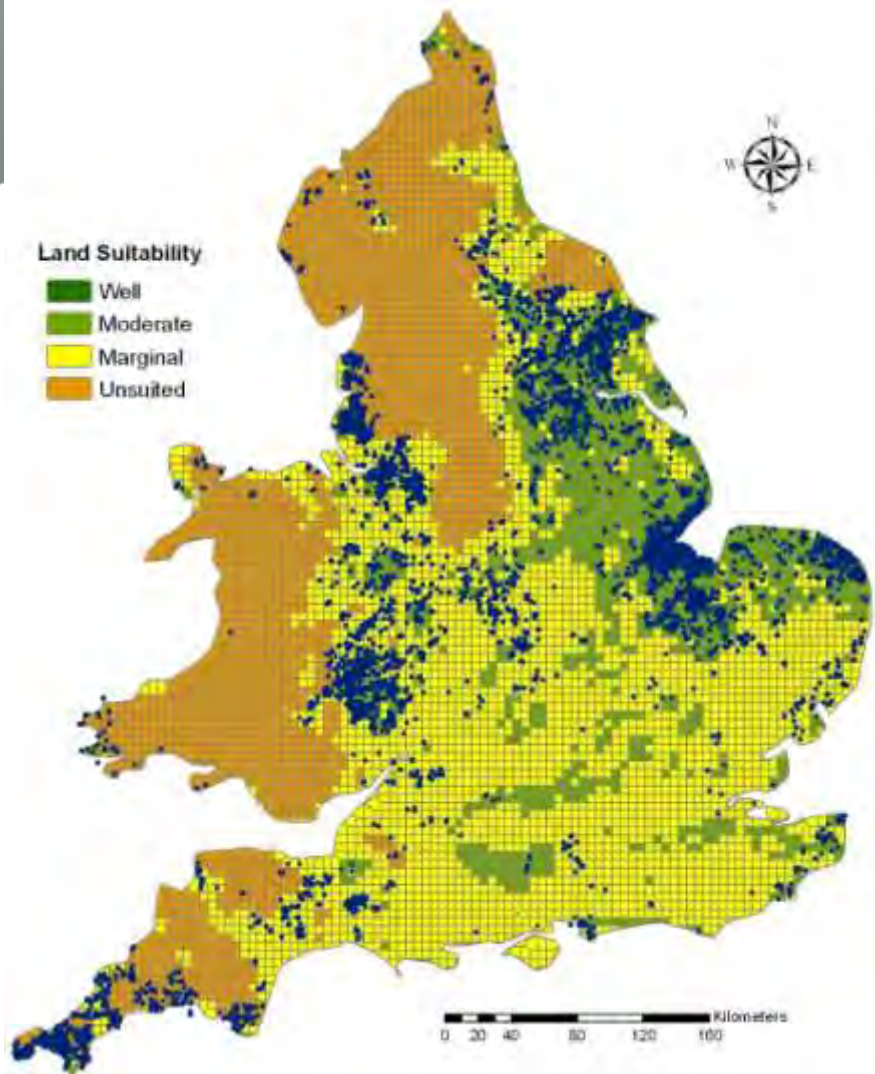 N
W E
S
Land Suitability
Well
Moderate
Marginal
Unsuited
Kilometers
0 20 40 80 120 160